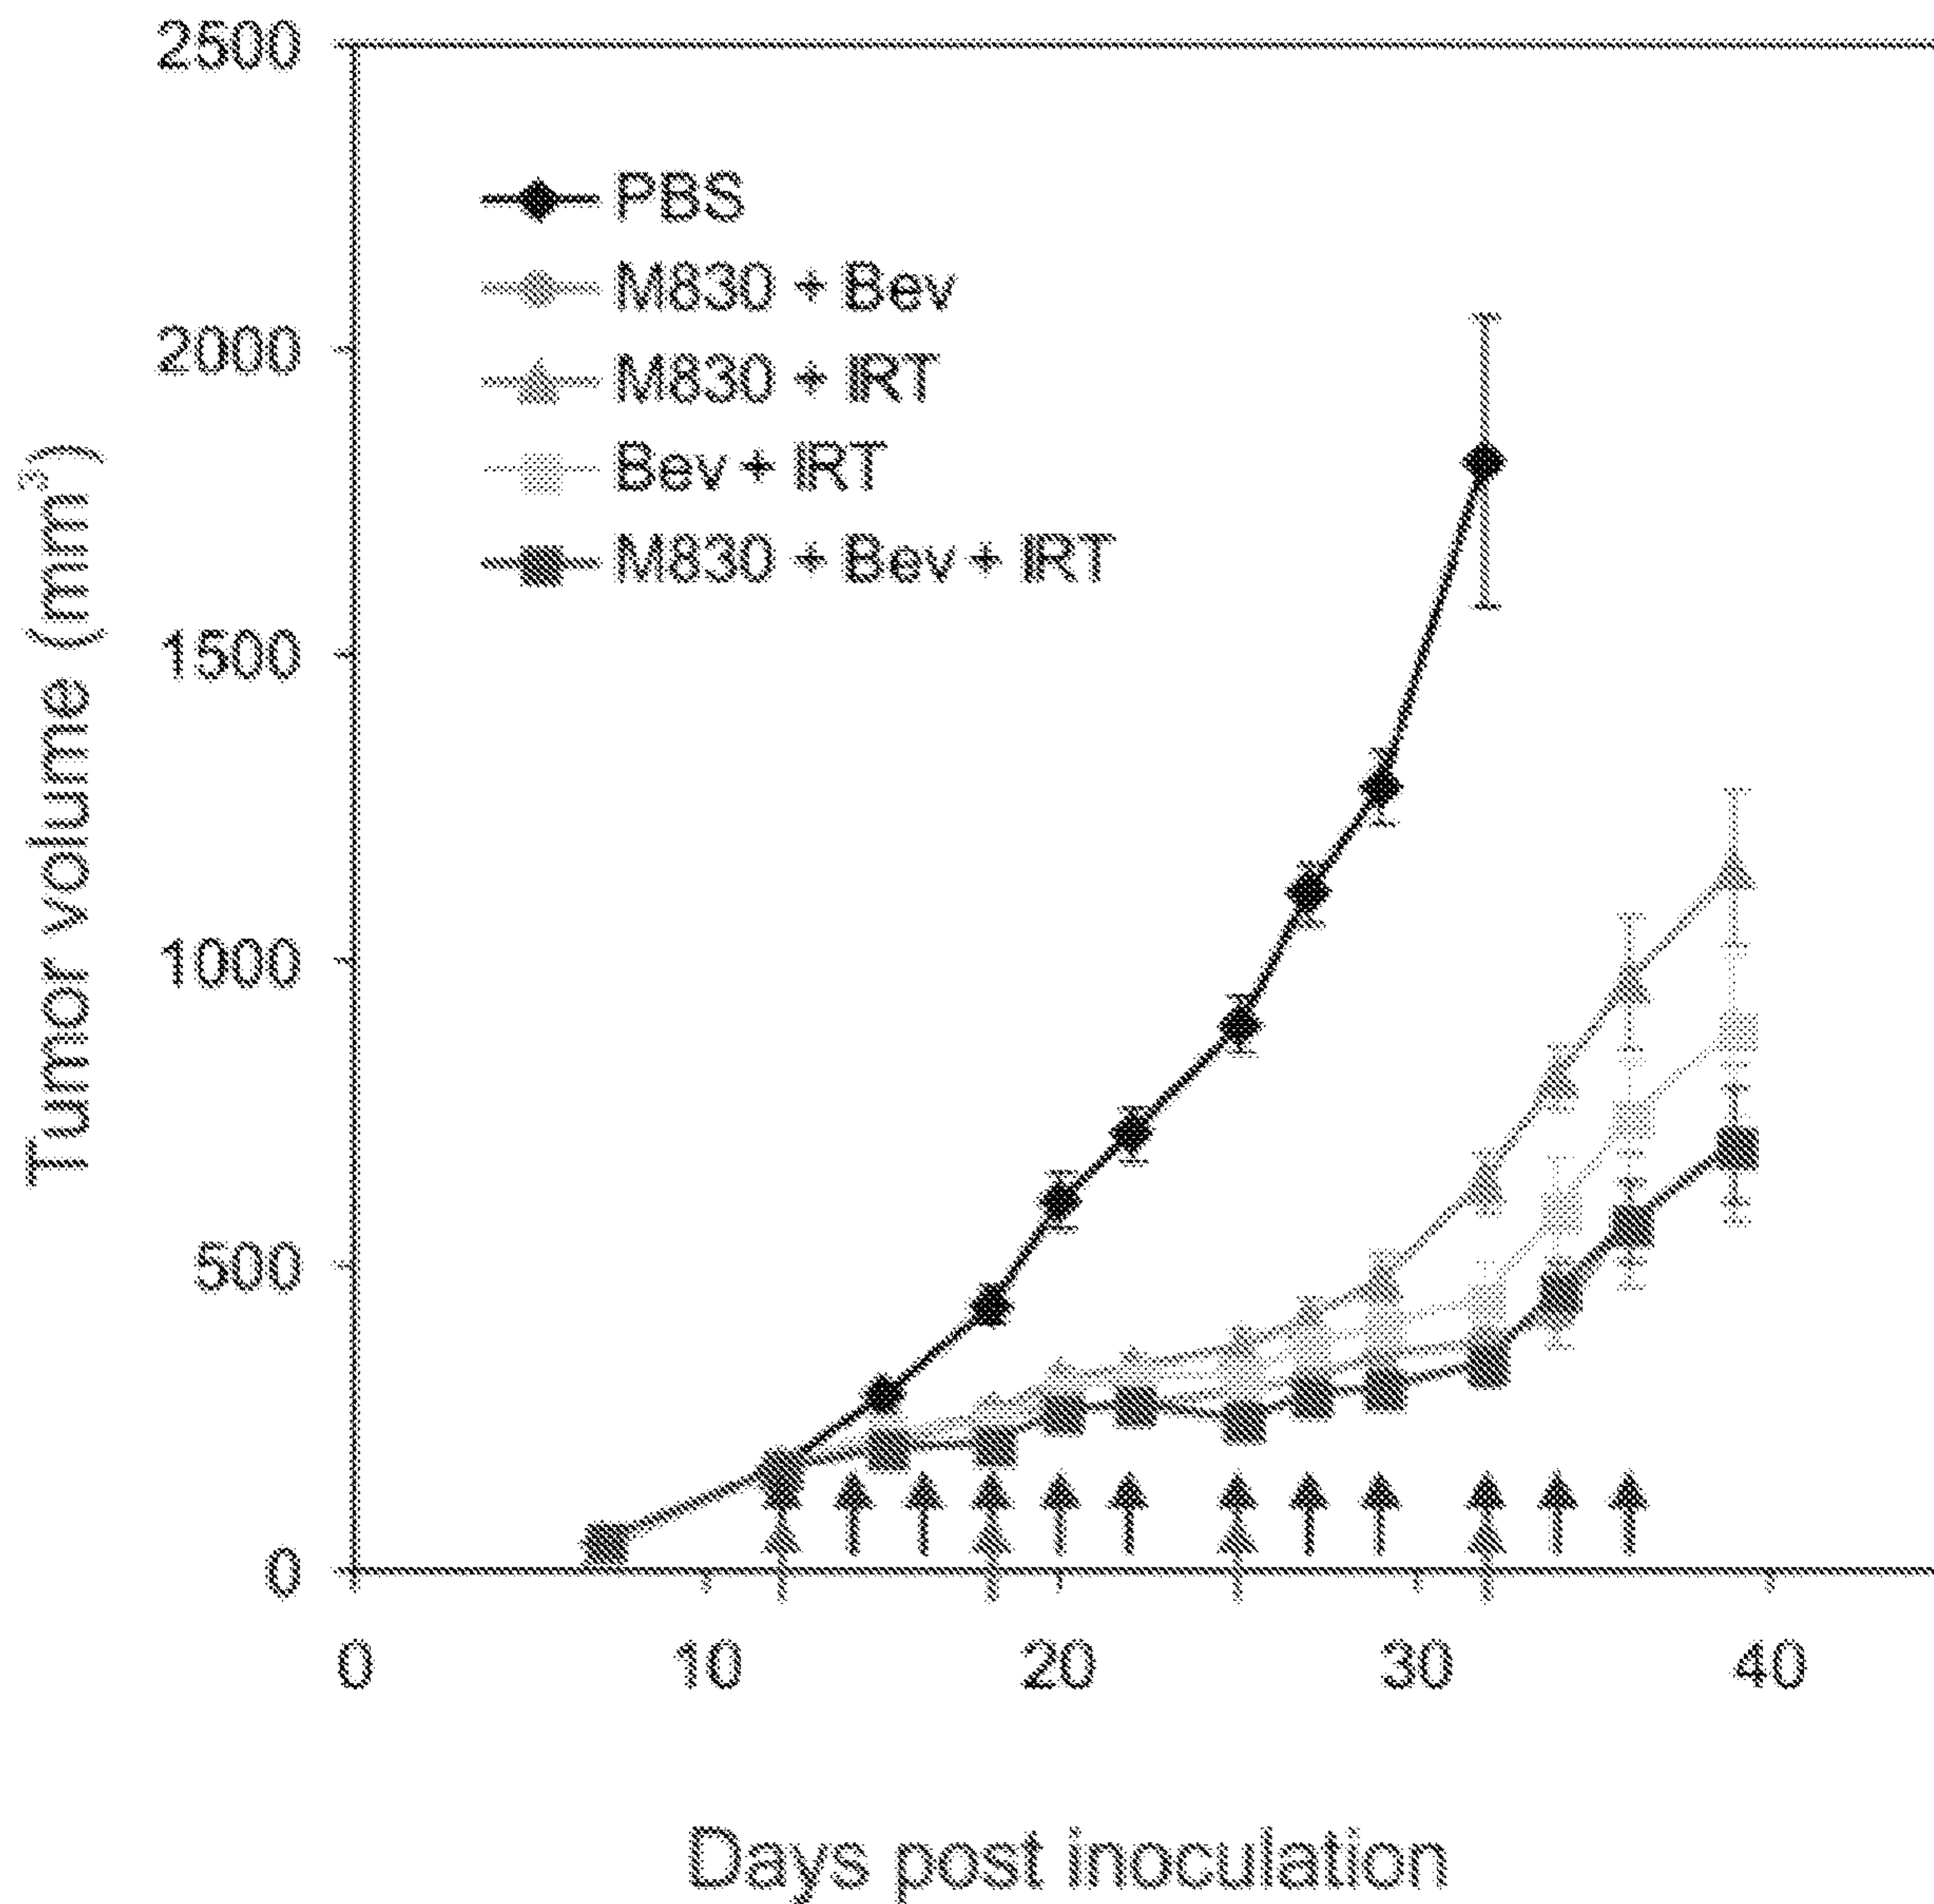 2500
2000
1500
1000
500
0
Tumor volume (mm³)
PBS
M830 + Bev
M830 + IRT
Bev + IRT
M830 + Bev + IRT
0 10 20 30 40
Days post inoculation